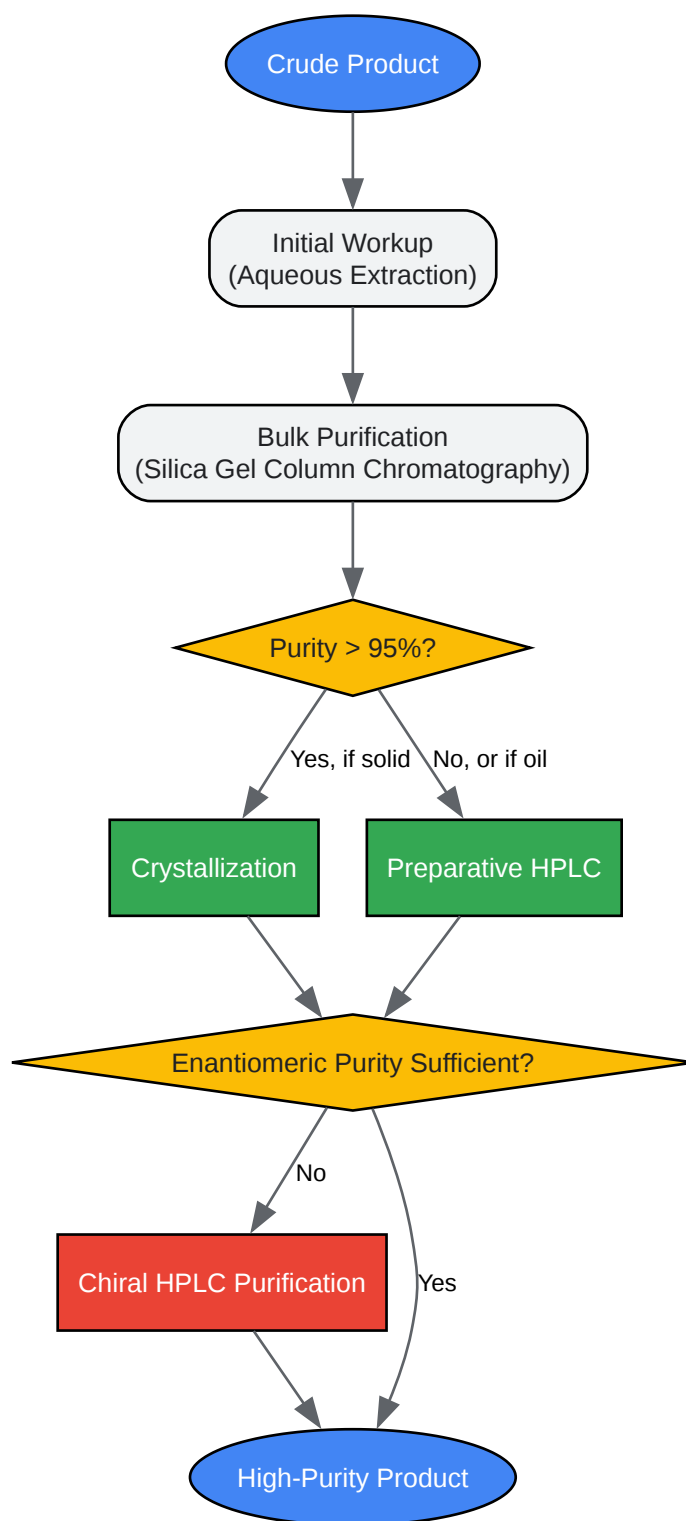 Crude Product
Initial Workup
(Aqueous Extraction)
Bulk Purification
(Silica Gel Column Chromatography)
Purity > 95%?
Yes, if solid
No, or if oil
Crystallization
Preparative HPLC
Enantiomeric Purity Sufficient?
No
Chiral HPLC Purification
Yes
High-Purity Product